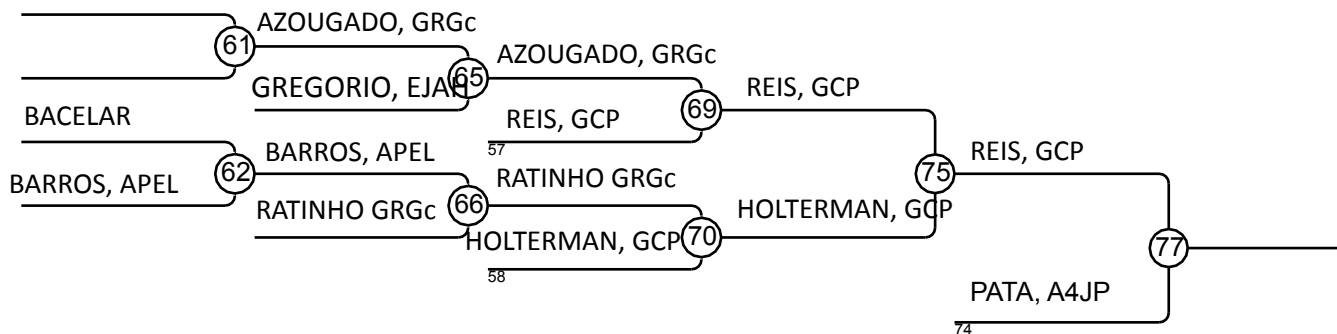 AZOUGADO, GRGc
61
AZOUGADO, GRGc
65
GREGORIO, EJAH
REIS, GCP
69
BACELAR
REIS, GCP
57
BARROS, APEL
REIS, GCP
62
75
BARROS, APEL
RATINHO GRGc
66
RATINHO GRGc
HOLTERMAN, GCP
HOLTERMAN, GCP
70
77
58
PATA, A4JP
74